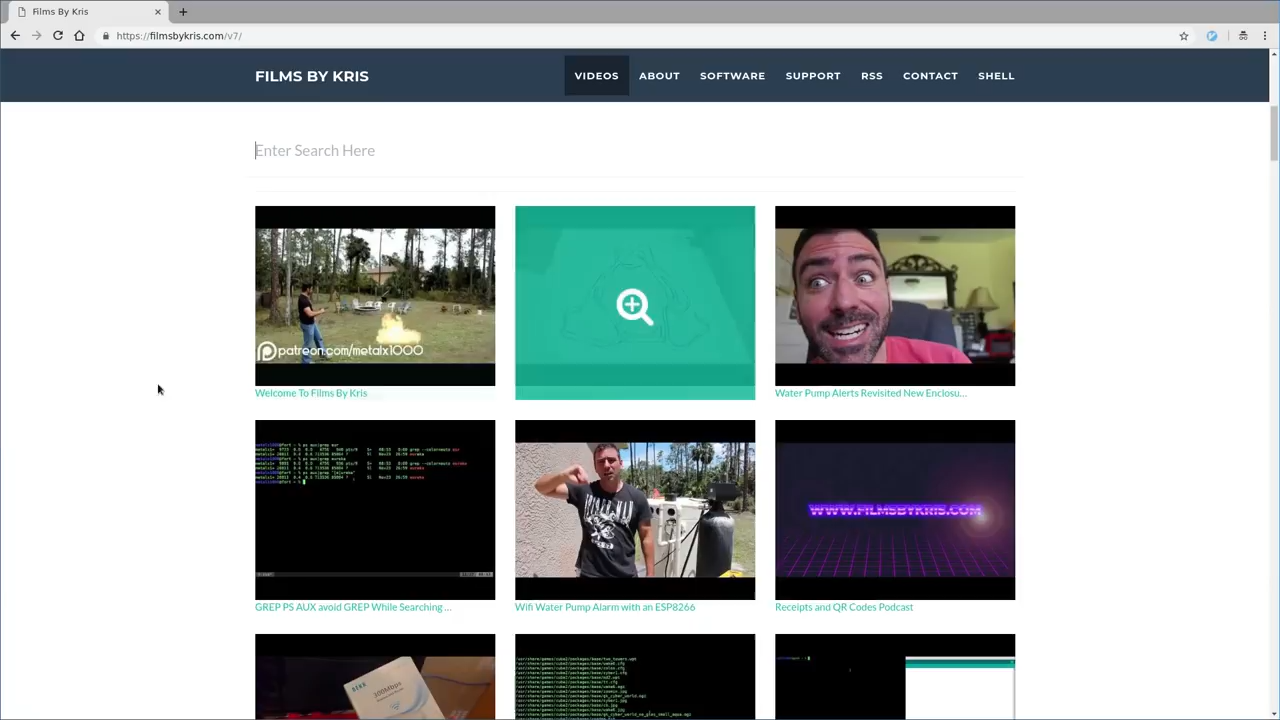 Films By Kris
https://filmsbykris.com/v7/
FILMS BY KRIS
VIDEOS ABOUT SOFTWARE SUPPORT RSS CONTACT SHELL
Enter Search Here
patreon.com/metalx1000
Welcome To Films By Kris
Water Pump Alerts Revisited New Enclosu...
WWW.FILMSBYKRIS.COM
GREP PS AUX avoid GREP While Searching ...
Wifi Water Pump Alarm with an ESP8266
Receipts and QR Codes Podcast